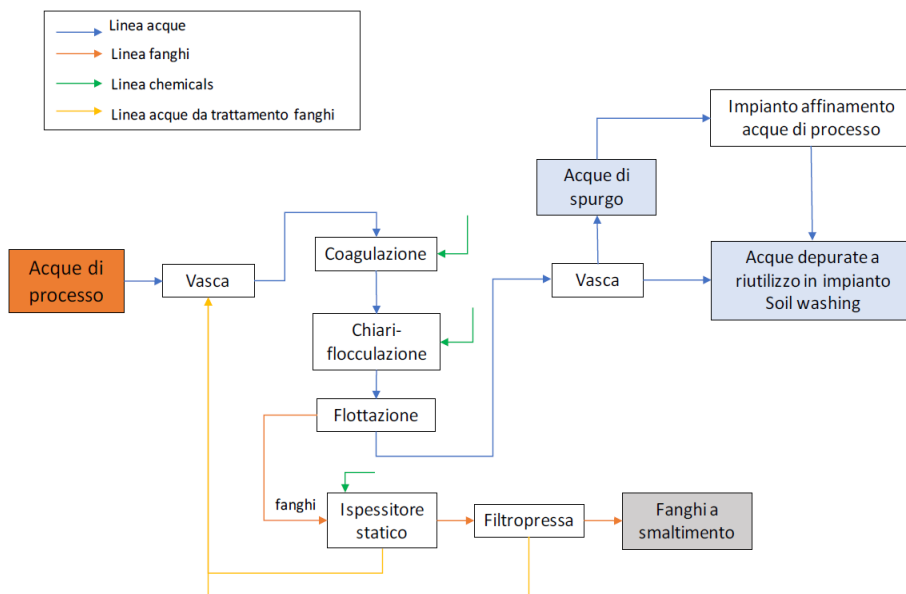 Linea acque
Linea fanghi
Linea chemicals
Linea acque da trattamento fanghi
Impianto affinamento
acque di processo
Acque di
spurgo
Acque di
processo
Vasca
Coagulazione
Vasca
Acque depurate a
riutilizzo in impianto
Soil washing
Chiari-
flocculazione
Flottazione
fanghi
Ispessitore
statico
Filtropressa
Fanghi a
smaltimento